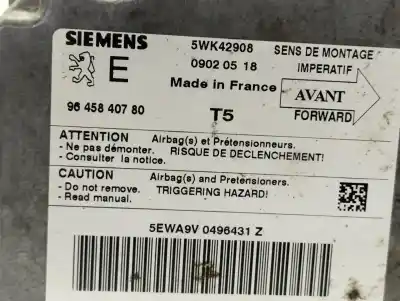 SIEMENS
5WK42908
SENS DE MONTAGE
E
0902 05 18
IMPERATIF
Made in France
AVANT
96 458 407 80
T5
FORWARD
ATTENTION
Airbag(s) et Prétensionneurs.
- Ne pas démonter.
RISQUE DE DECLENCHEMENT!
- Consulter la notice.
CAUTION
Airbag(s) and Pretensioners.
- Do not remove.
TRIGGERING HAZARD!
- Read manual.
5EWA9V 0496431 Z